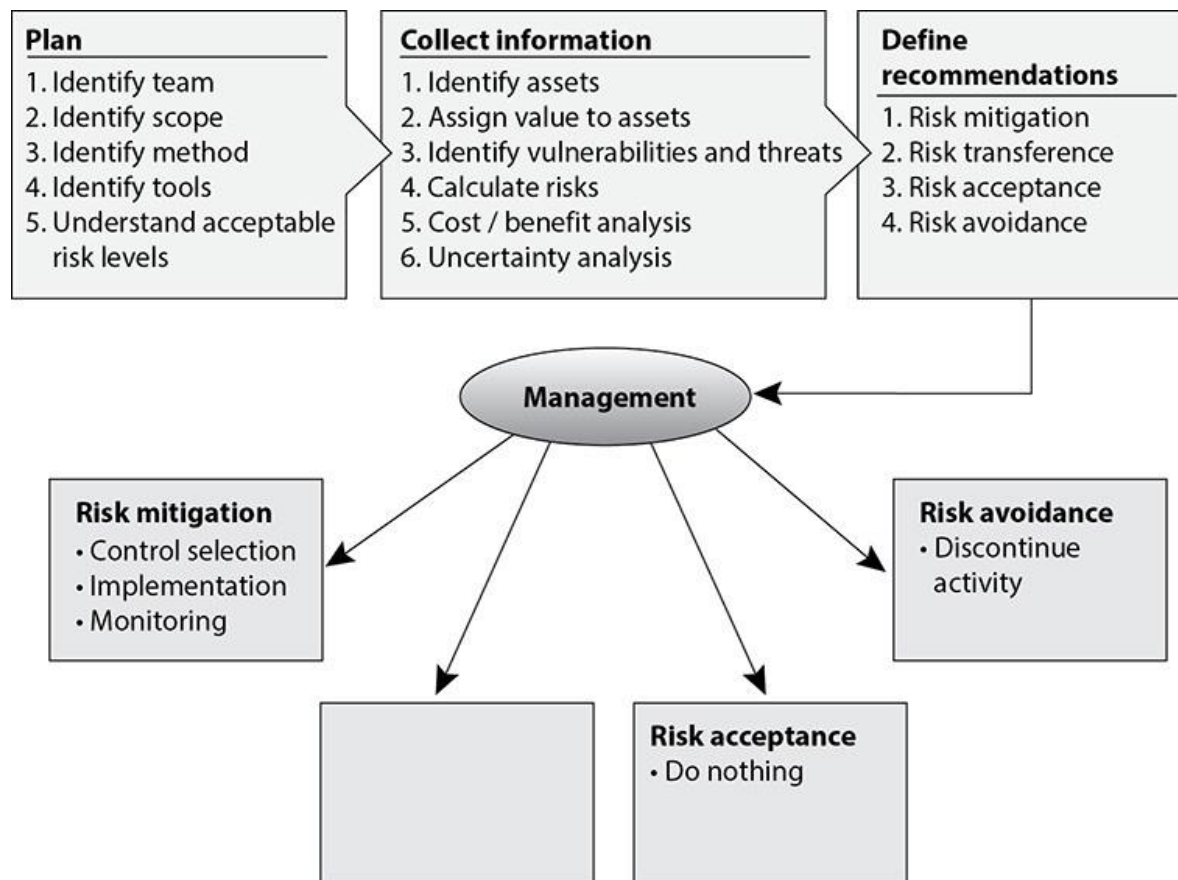 Plan
1. Identify team
2. Identify scope
3. Identify method
4. Identify tools
5. Understand acceptable
risk levels
Collect information
1. Identify assets
2. Assign value to assets
3. Identify vulnerabilities and threats
4. Calculate risks
5. Cost / benefit analysis
6. Uncertainty analysis
Define
recommendations
1. Risk mitigation
2. Risk transference
3. Risk acceptance
4. Risk avoidance
Management
Risk mitigation
• Control selection
• Implementation
• Monitoring
Risk acceptance
• Do nothing
Risk avoidance
• Discontinue
activity